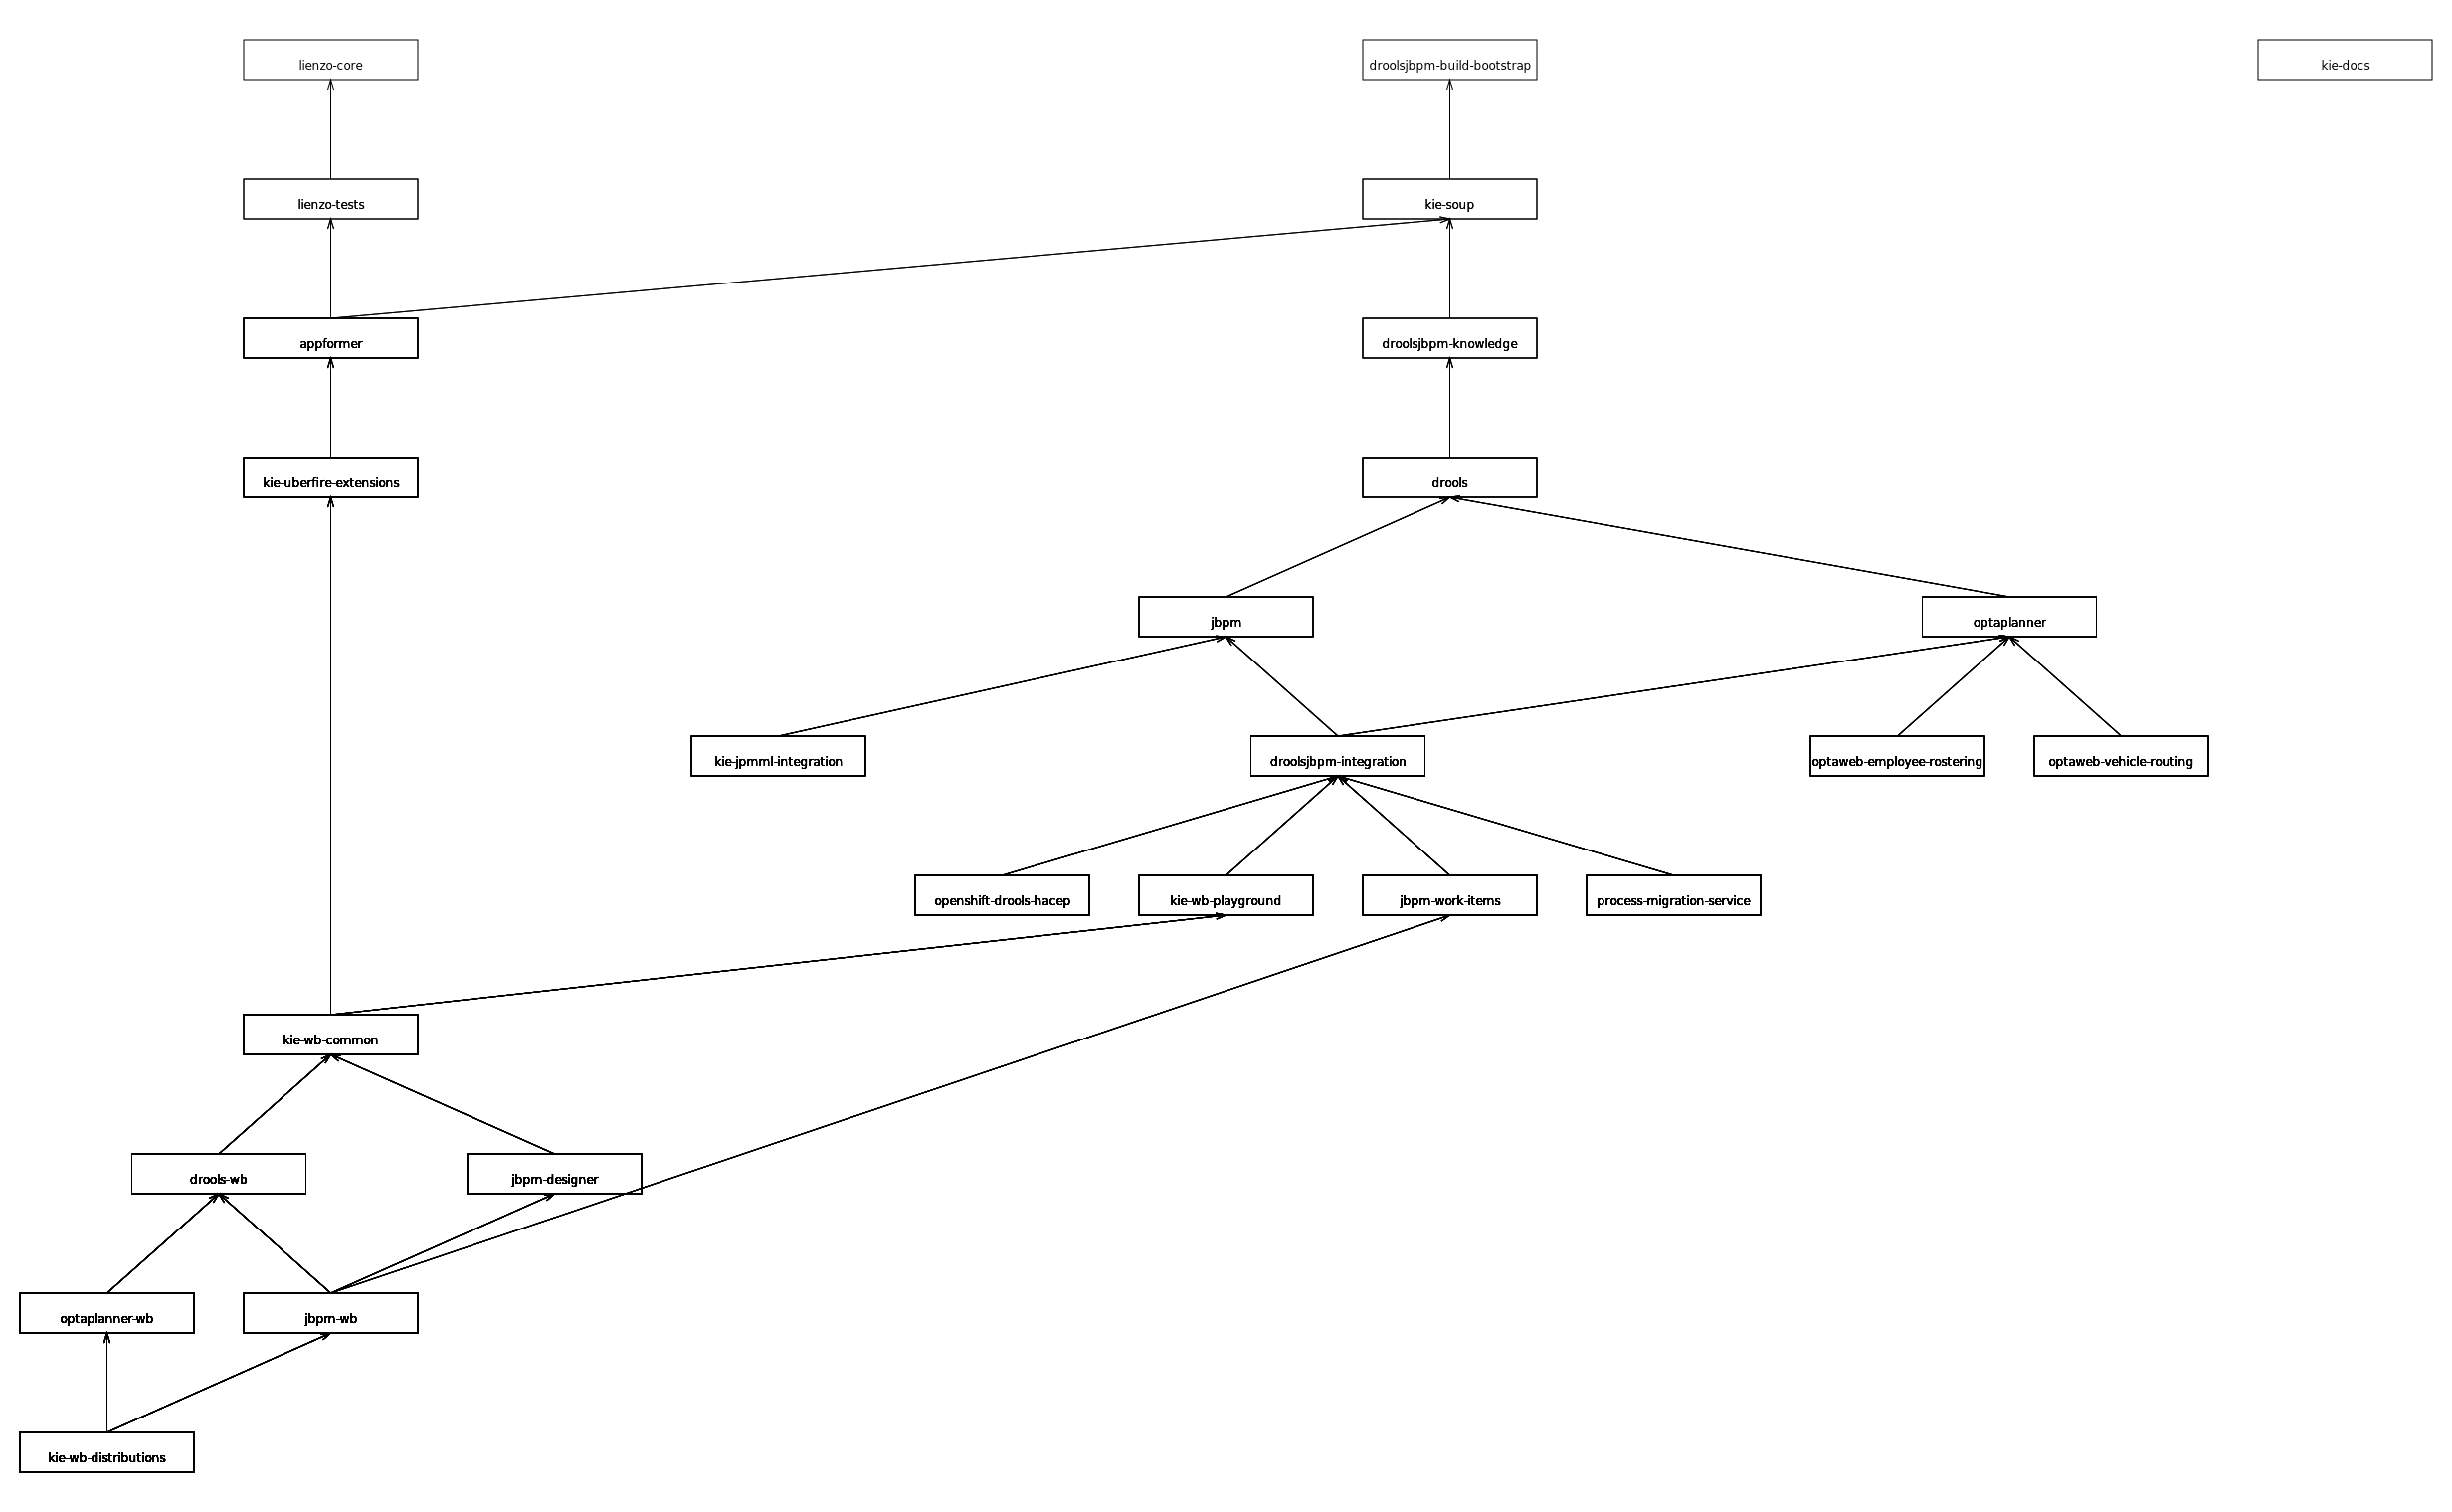 lienzo-core
droolsjbpm-build-bootstrap
kie-docs
lienzo-tests
kie-soup
appformer
droolsjbpm-knowledge
kie-uberfire-extensions
drools
jbpm
optaplanner
kie-jpmml-integration
droolsjbpm-integration
optaweb-employee-rostering
optaweb-vehicle-routing
openshift-drools-hacep
kie-wb-playground
jbpm-work-items
process-migration-service
kie-wb-common
drools-wb
jbpm-designer
optaplanner-wb
jbpm-wb
kie-wb-distributions